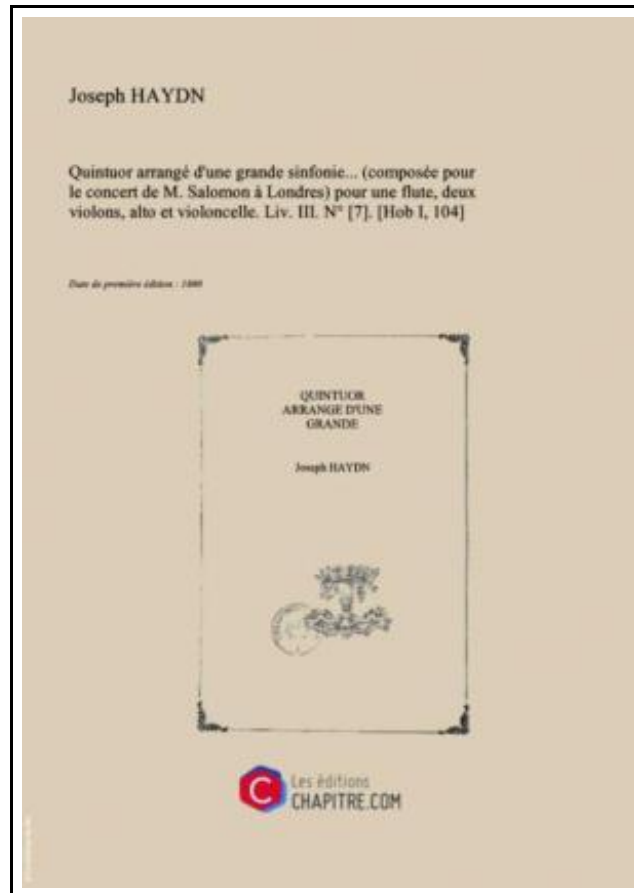 Joseph HAYDN
Quintuor arrangé d'une grande sinfonie... (composée pour
le concert de M. Salomon à Londres) pour une flute, deux
violons, alto et violoncelle. Liv. III. N° [7]. [Hob I, 104]
Date de première édition : 1800
QUINTUOR
ARRANGE D'UNE
GRANDE
Joseph HAYDN
C
Les éditions
CHAPITRE.COM